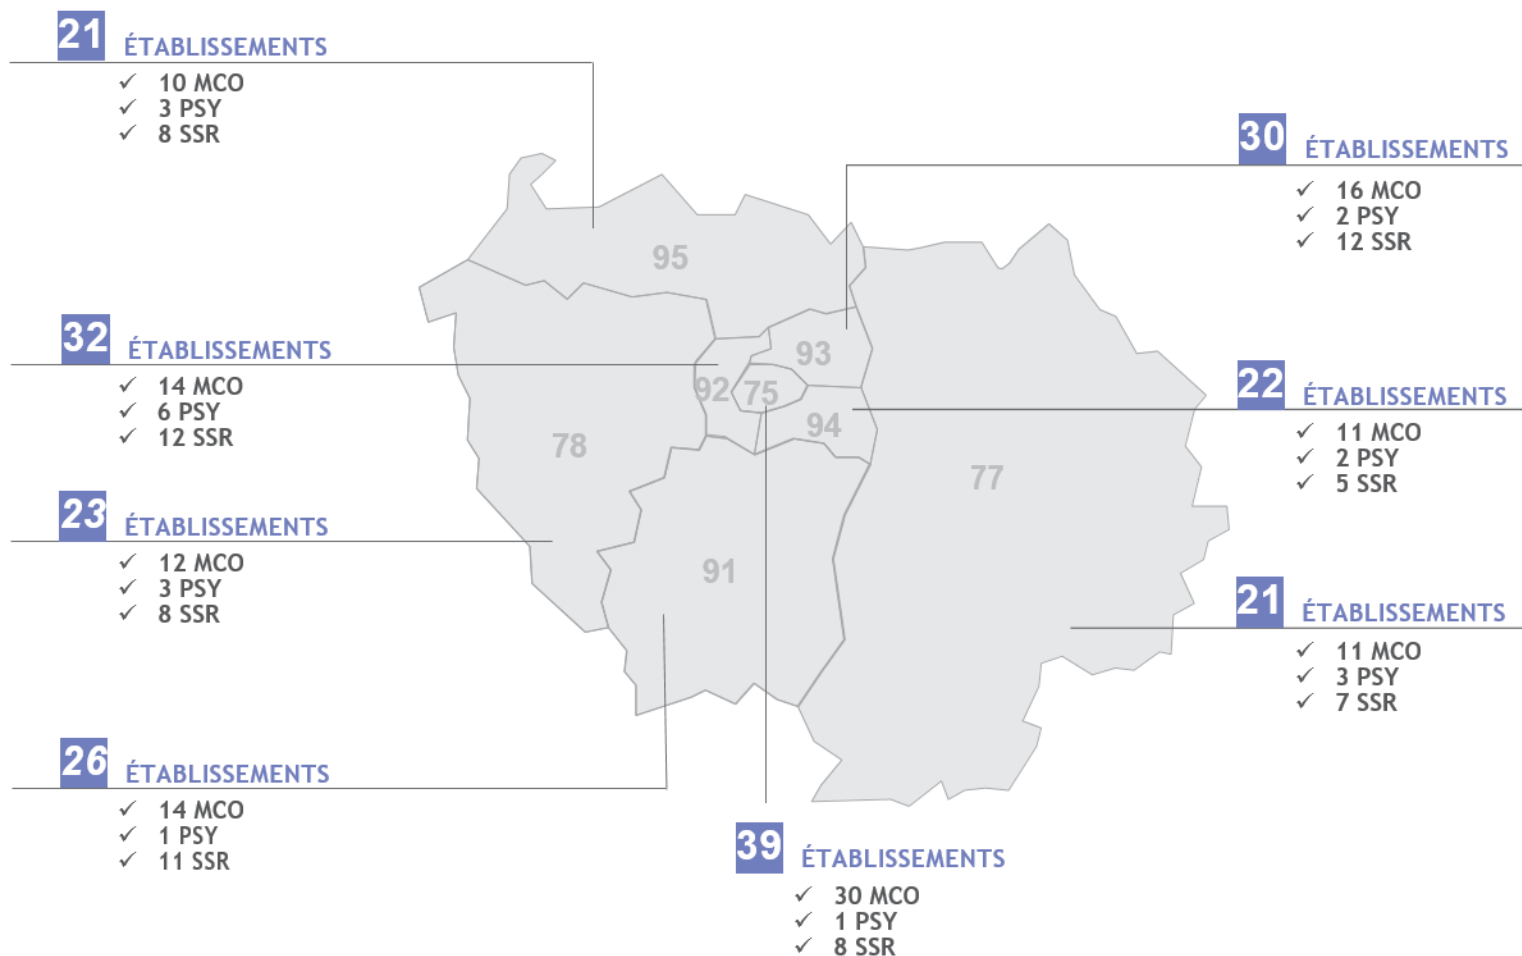 21 ÉTABLISSEMENTS
✓ 10 MCO
✓ 3 PSY
✓ 8 SSR
30 ÉTABLISSEMENTS
✓ 16 MCO
✓ 2 PSY
✓ 12 SSR
95
32 ÉTABLISSEMENTS
✓ 14 MCO
✓ 6 PSY
✓ 12 SSR
93
92
75
94
78
77
91
22 ÉTABLISSEMENTS
✓ 11 MCO
✓ 2 PSY
✓ 5 SSR
23 ÉTABLISSEMENTS
✓ 12 MCO
✓ 3 PSY
✓ 8 SSR
21 ÉTABLISSEMENTS
✓ 11 MCO
✓ 3 PSY
✓ 7 SSR
26 ÉTABLISSEMENTS
✓ 14 MCO
✓ 1 PSY
✓ 11 SSR
39 ÉTABLISSEMENTS
✓ 30 MCO
✓ 1 PSY
✓ 8 SSR